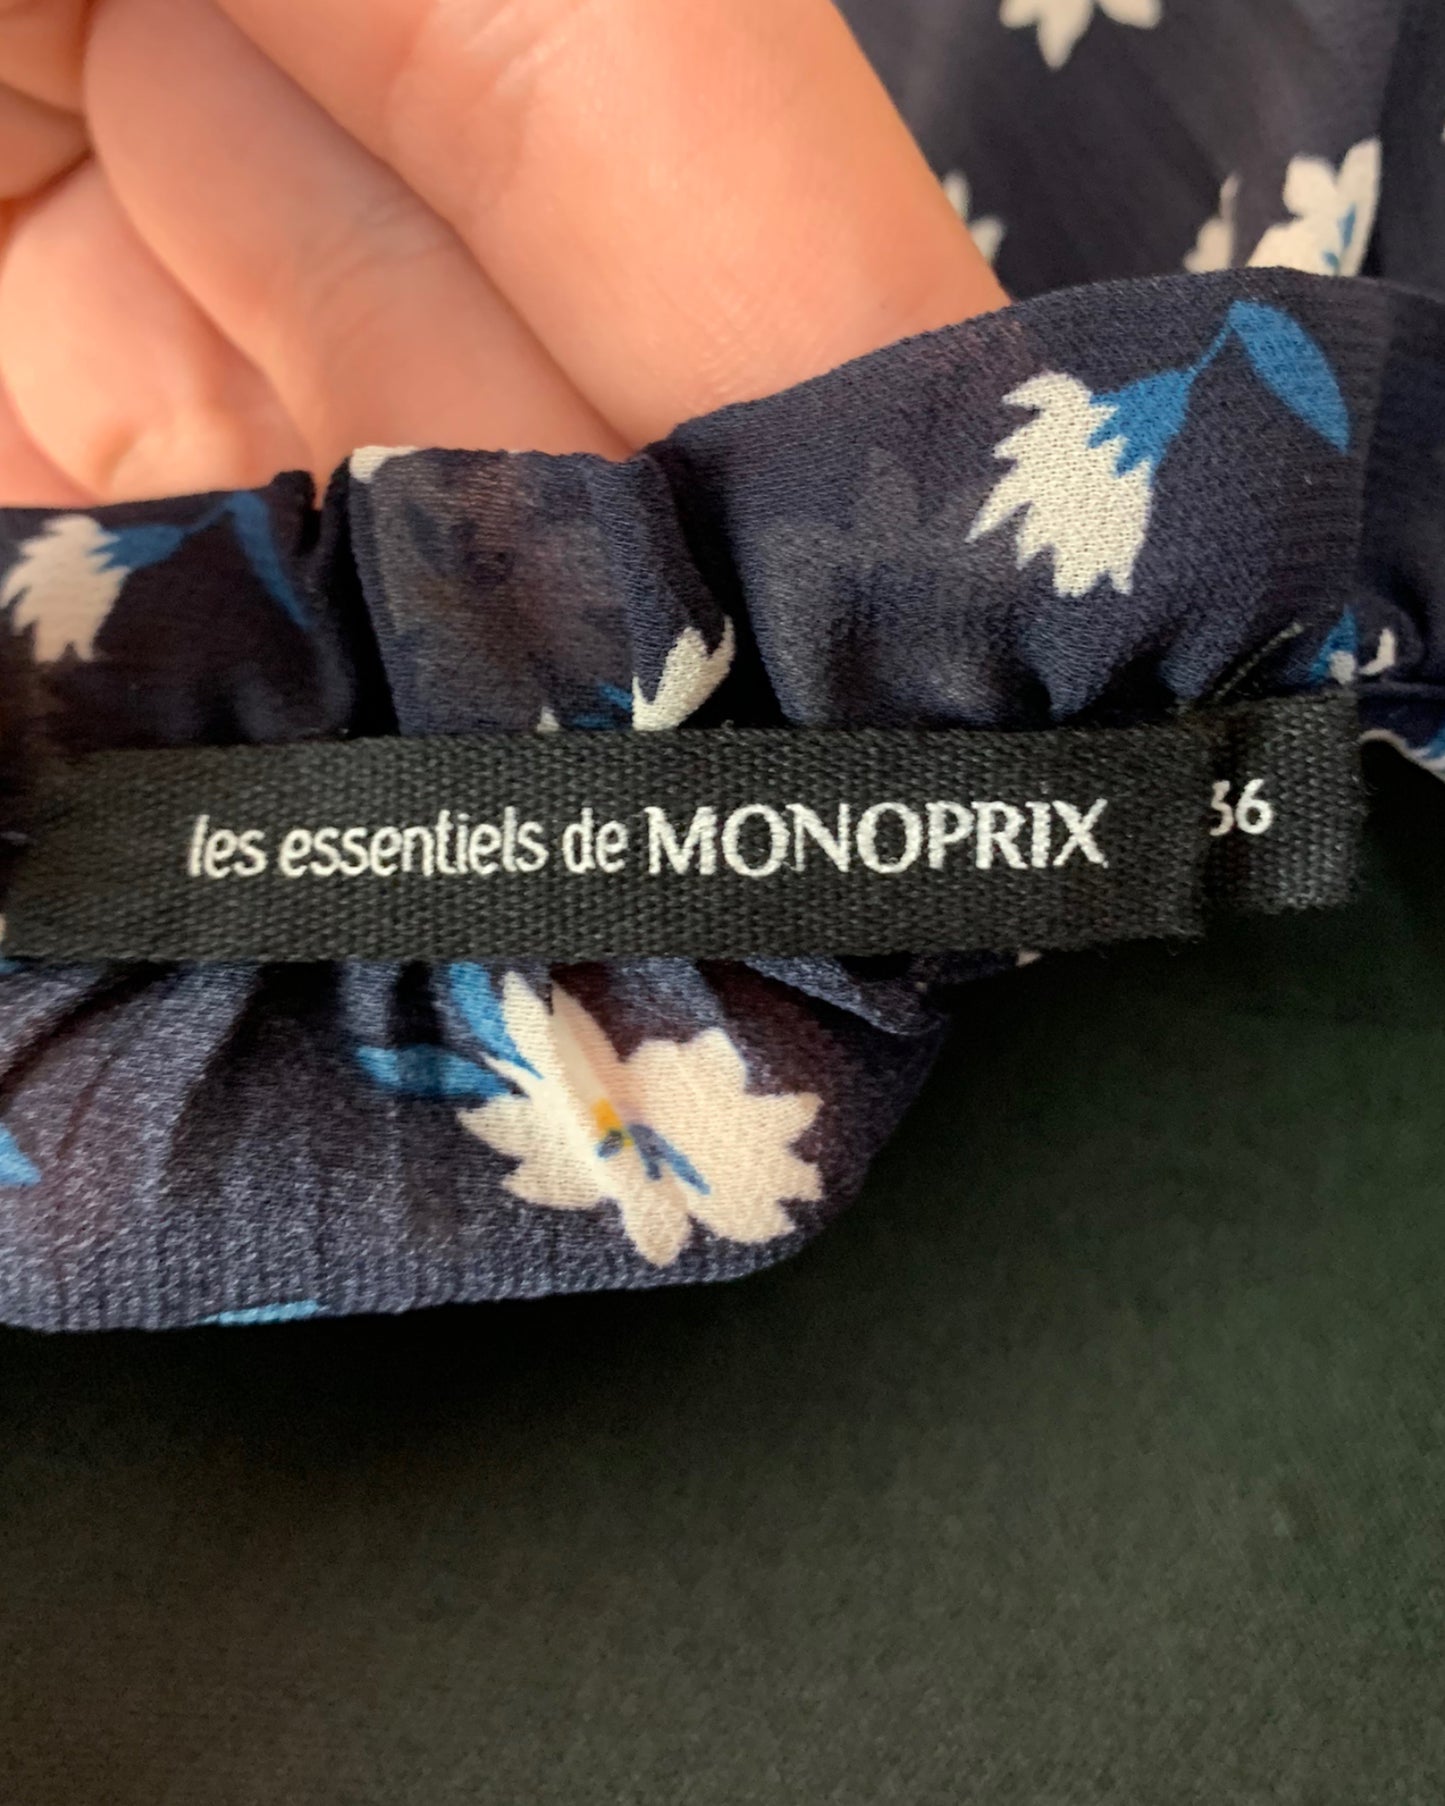 les essentiels de MONOPRIX
36